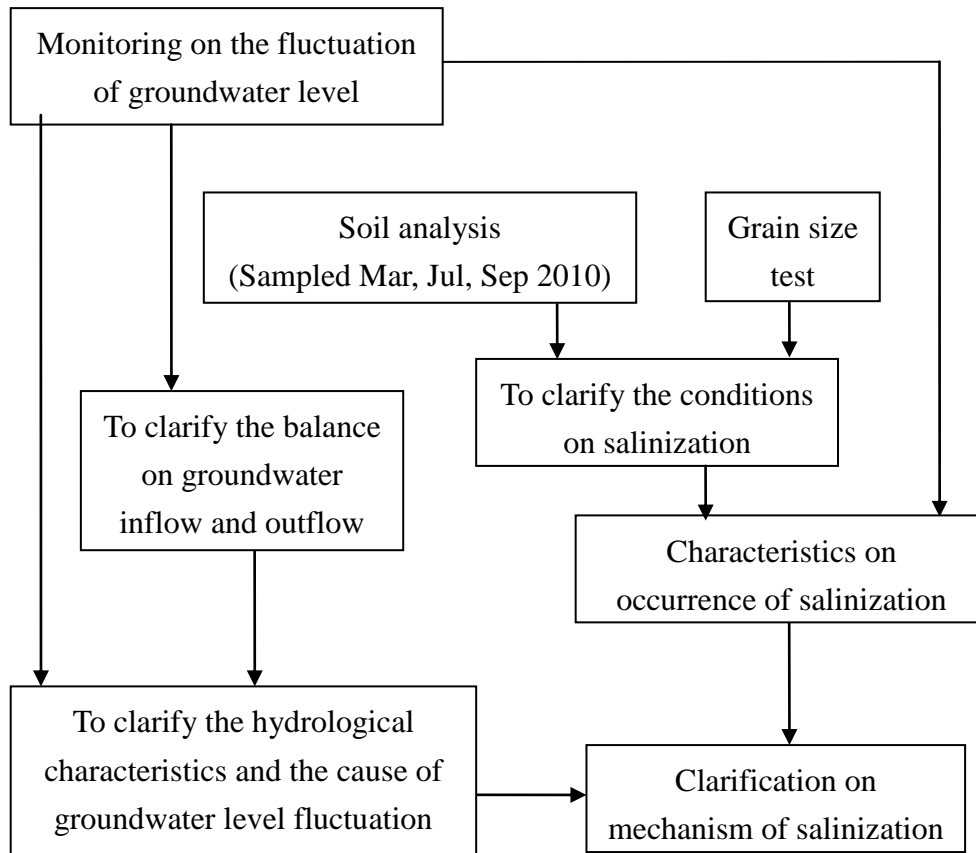 Monitoring on the fluctuation
of groundwater level
Soil analysis
(Sampled Mar, Jul, Sep 2010)
Grain size
test
To clarify the balance
on groundwater
inflow and outflow
To clarify the conditions
on salinization
Characteristics on
occurrence of salinization
To clarify the hydrological
characteristics and the cause of
groundwater level fluctuation
Clarification on
mechanism of salinization